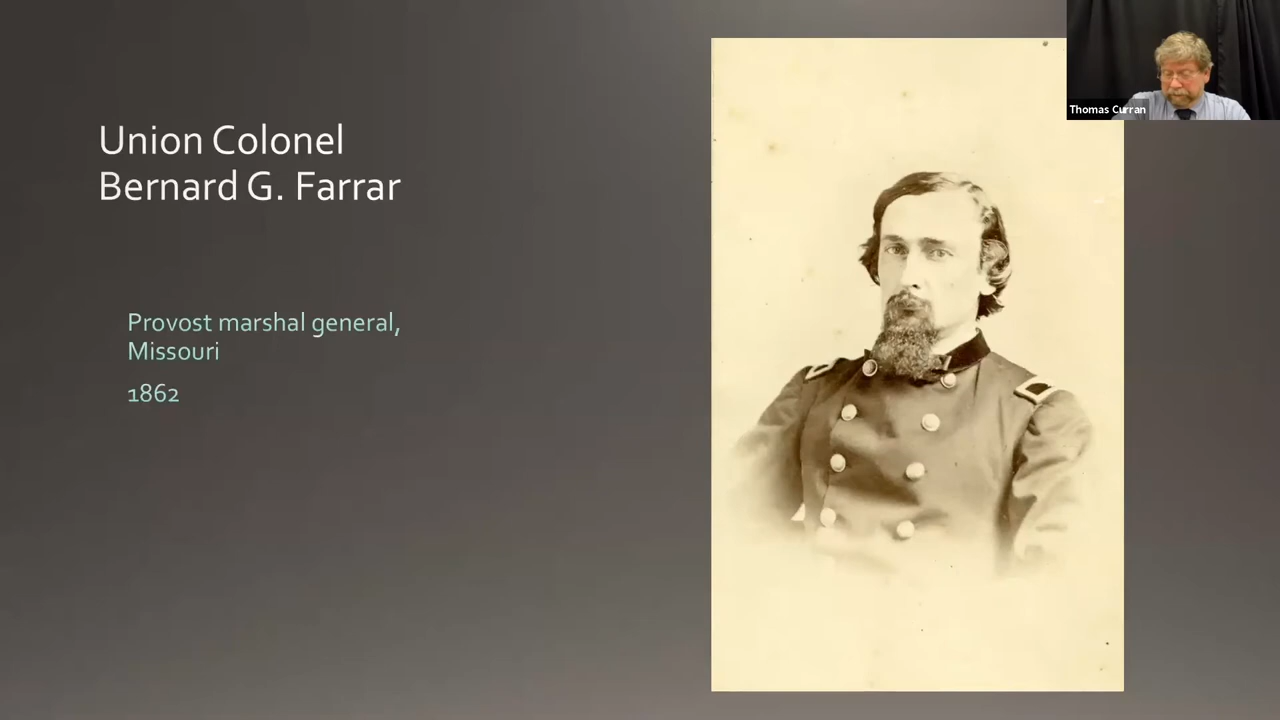 Union Colonel
Bernard G. Farrar
Provost marshal general,
Missouri
1862
Thomas Curran